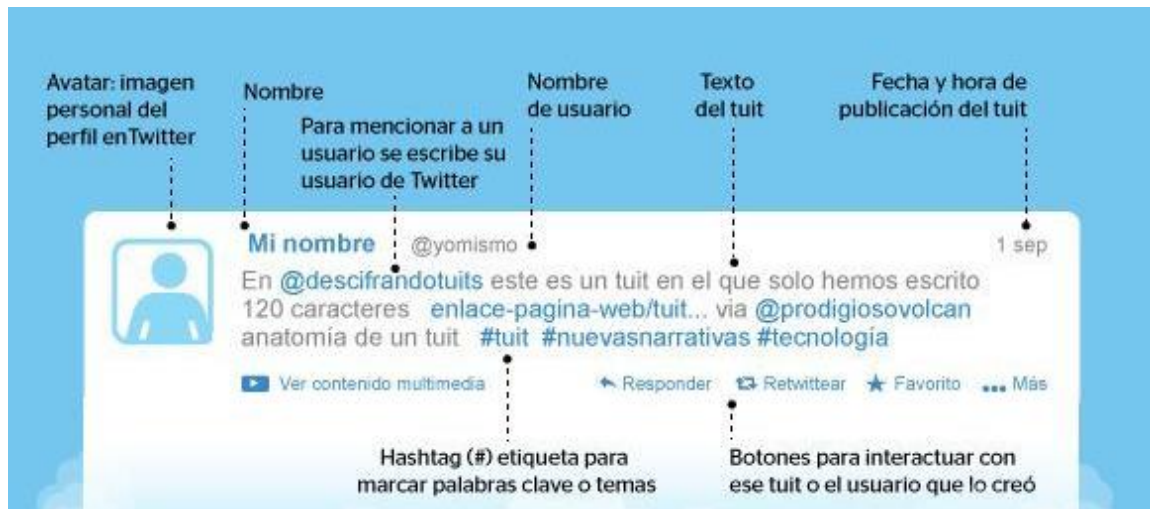 Avatar: imagen
personal del
perfil enTwitter
Nombre
Para mencionar a un
usuario se escribe su
usuario de Twitter
Nombre
de usuario
Texto
del tuit
Fecha y hora de
publicación del tuit
Mi nombre @yomismo 1 sep
En @descifrandotuits este es un tuit en el que solo hemos escrito
120 caracteres enlace-pagina-web/tuit... via @prodigiosovolcan
anatomía de un tuit #tuit #nuevasnarrativas #tecnología
Ver contenido multimedia Responder Retwittear Favorito Más
Hashtag (#) etiqueta para
marcar palabras clave o temas
Botones para interactuar con
ese tuit o el usuario que lo creó